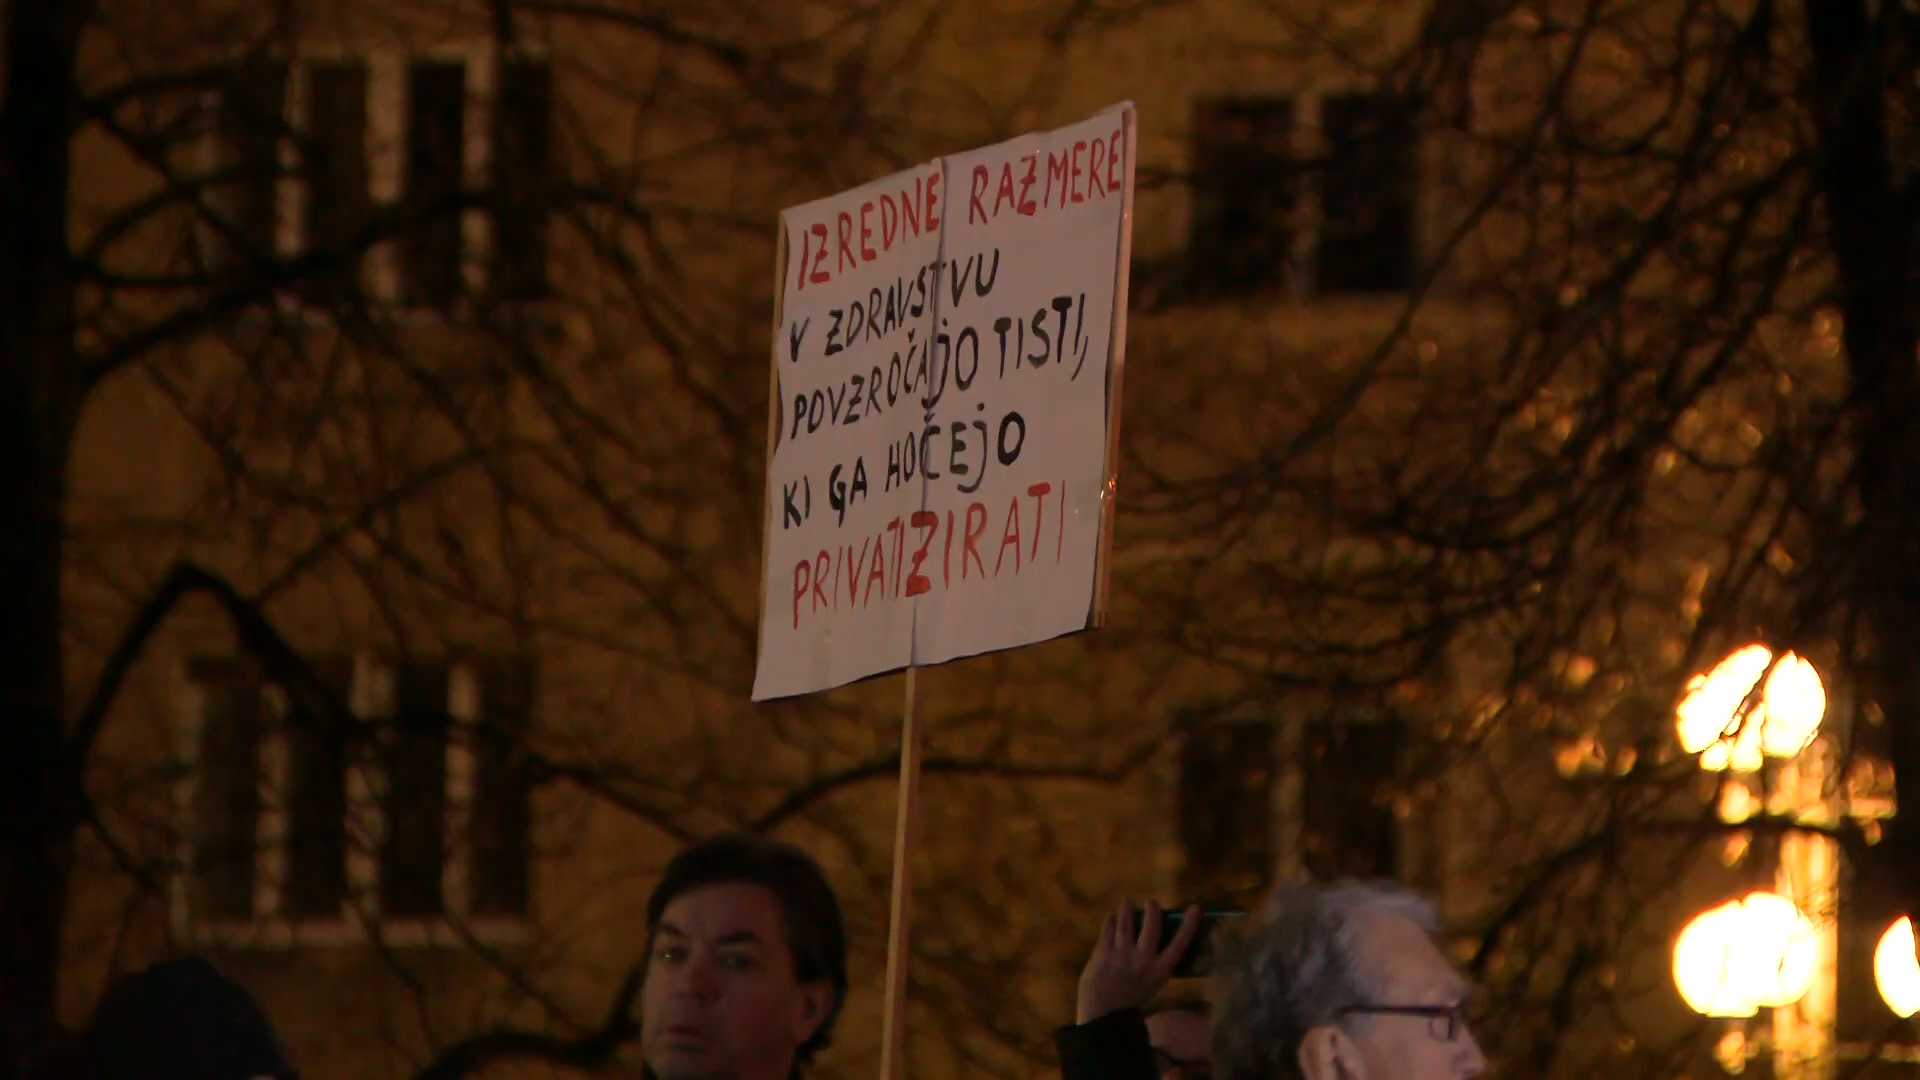 IZREDNE RAZMERE
V ZDRAVSTVU
POVZROČAJO TISTI,
KI GA HOČEJO
PRIVATIZIRATI